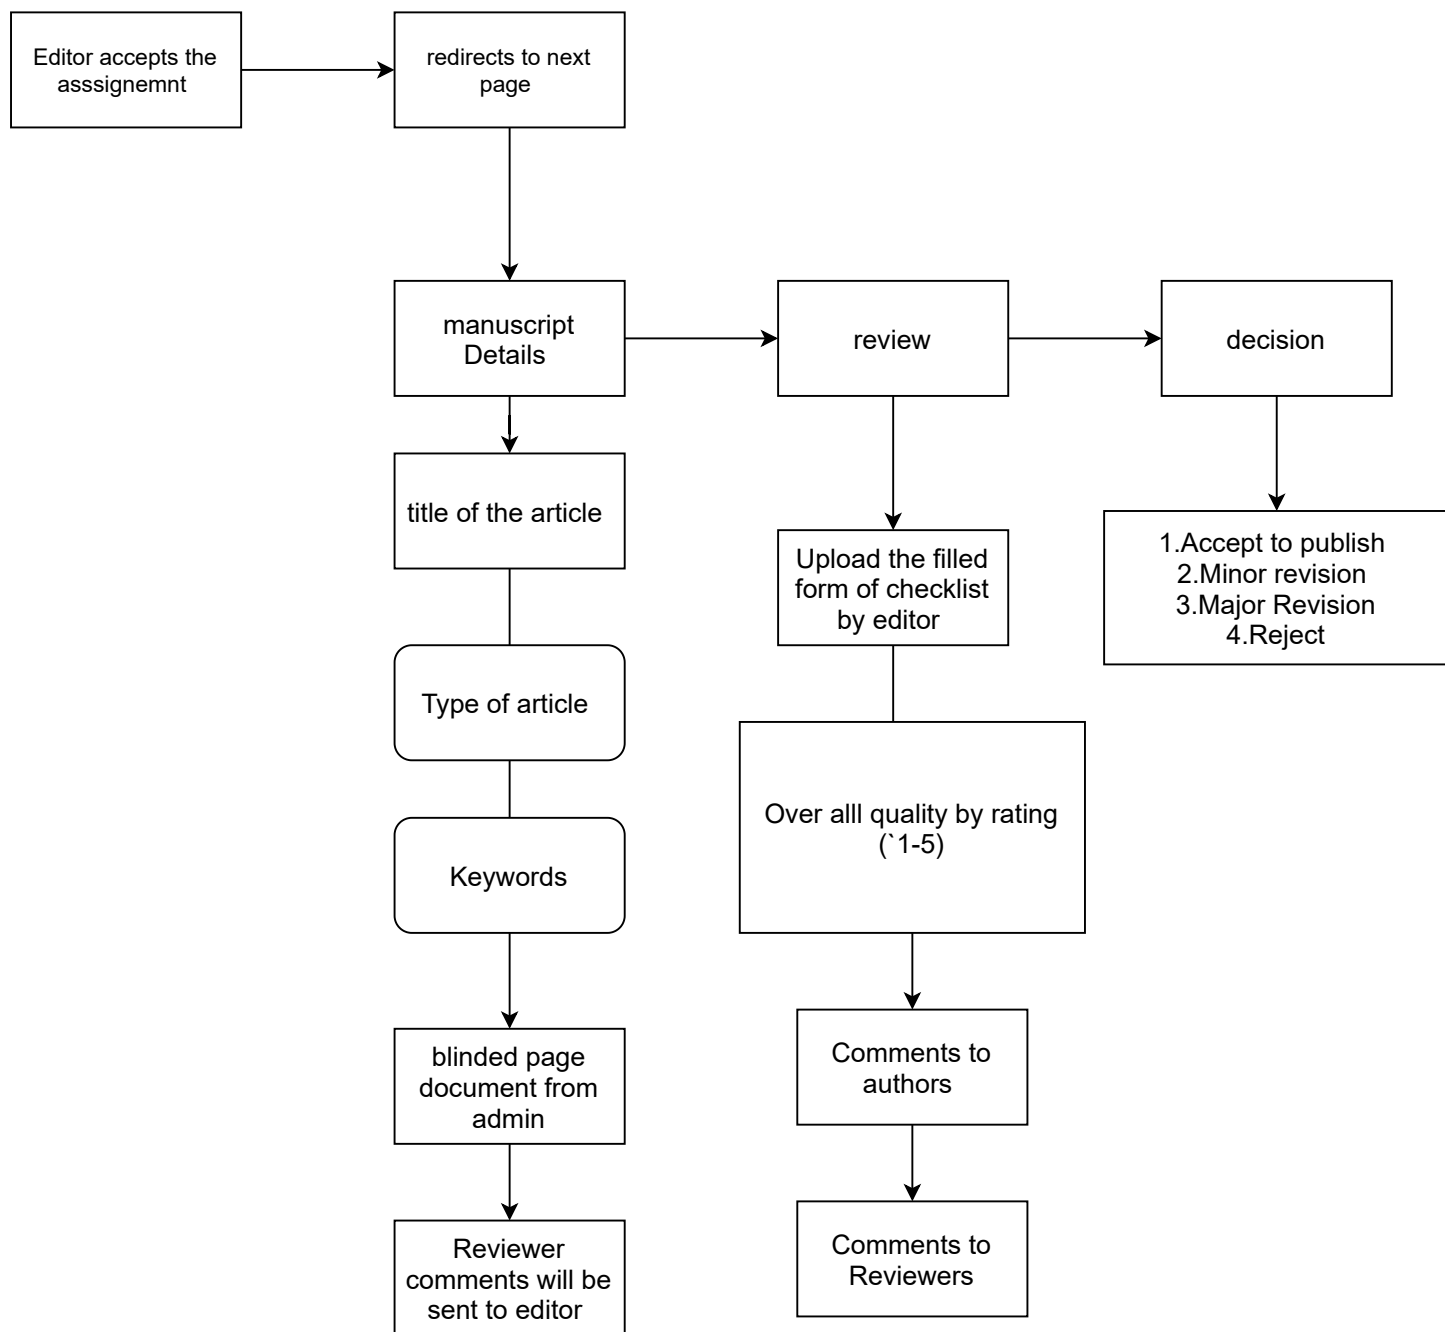 Editor accepts the
asssignemnt
redirects to next
page
manuscript
Details
review
decision
title of the article
Upload the filled
form of checklist
by editor
1.Accept to publish
2.Minor revision
3.Major Revision
4.Reject
Type of article
Over alll quality by rating
(`1-5)
Keywords
blinded page
document from
admin
Comments to
authors
Reviewer
comments will be
sent to editor
Comments to
Reviewers